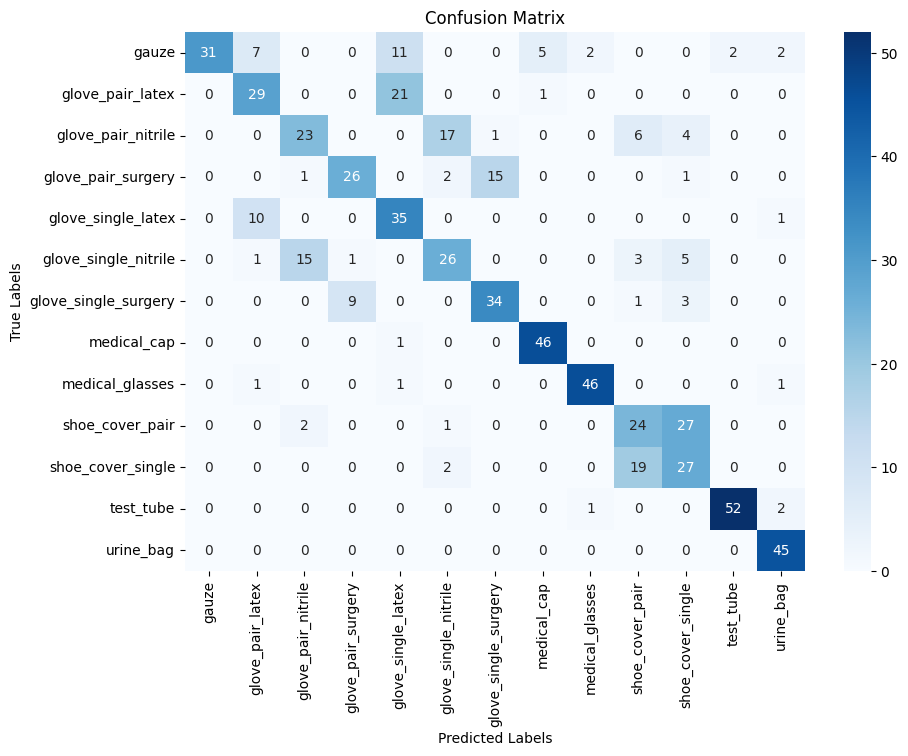 Confusion Matrix
True Labels
gauze 31 7 0 0 11 0 0 5 2 0 0 2 2
glove_pair_latex 0 29 0 0 21 0 0 1 0 0 0 0 0
glove_pair_nitrile 0 0 23 0 0 17 1 0 0 6 4 0 0
glove_pair_surgery 0 0 1 26 0 2 15 0 0 0 1 0 0
glove_single_latex 0 10 0 0 35 0 0 0 0 0 0 0 1
glove_single_nitrile 0 1 15 1 0 26 0 0 0 3 5 0 0
glove_single_surgery 0 0 0 9 0 0 34 0 0 1 3 0 0
medical_cap 0 0 0 0 1 0 0 46 0 0 0 0 0
medical_glasses 0 1 0 0 1 0 0 0 46 0 0 0 1
shoe_cover_pair 0 0 2 0 0 1 0 0 0 24 27 0 0
shoe_cover_single 0 0 0 0 0 2 0 0 0 19 27 0 0
test_tube 0 0 0 0 0 0 0 0 1 0 0 52 2
urine_bag 0 0 0 0 0 0 0 0 0 0 0 0 45
gauze
glove_pair_latex
glove_pair_nitrile
glove_pair_surgery
glove_single_latex
glove_single_nitrile
glove_single_surgery
medical_cap
medical_glasses
shoe_cover_pair
shoe_cover_single
test_tube
urine_bag
Predicted Labels
50
40
30
20
10
0